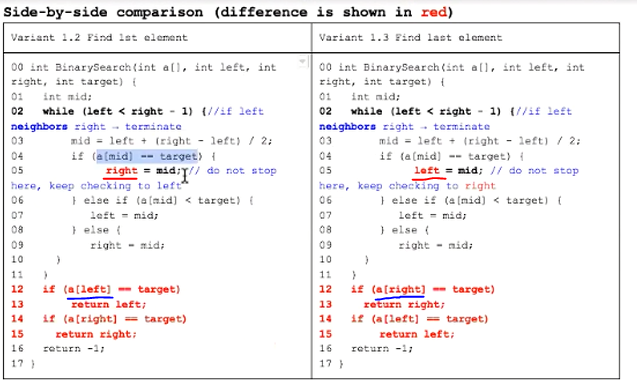 Side-by-side comparison (difference is shown in red)
Variant 1.2 Find 1st element
00 int BinarySearch(int a[], int left, int
right, int target) {
01 int mid;
02 while (left < right - 1) {//if left
neighbors right → terminate
03 mid = left + (right - left) / 2;
04 if (a[mid] == target) {
05 right = mid; // do not stop
here, keep checking to left
06 } else if (a[mid] < target) {
07 left = mid;
08 } else {
09 right = mid;
10 }
11 }
12 if (a[left] == target)
13 return left;
14 if (a[right] == target)
15 return right;
16 return -1;
17 }
Variant 1.3 Find last element
00 int BinarySearch(int a[], int left, int
right, int target) {
01 int mid;
02 while (left < right - 1) {//if left
neighbors right → terminate
03 mid = left + (right - left) / 2;
04 if (a[mid] == target) {
05 left = mid; // do not stop
here, keep checking to right
06 } else if (a[mid] < target) {
07 left = mid;
08 } else {
09 right = mid;
10 }
11 }
12 if (a[right] == target)
13 return right;
14 if (a[left] == target)
15 return left;
16 return -1;
17 }